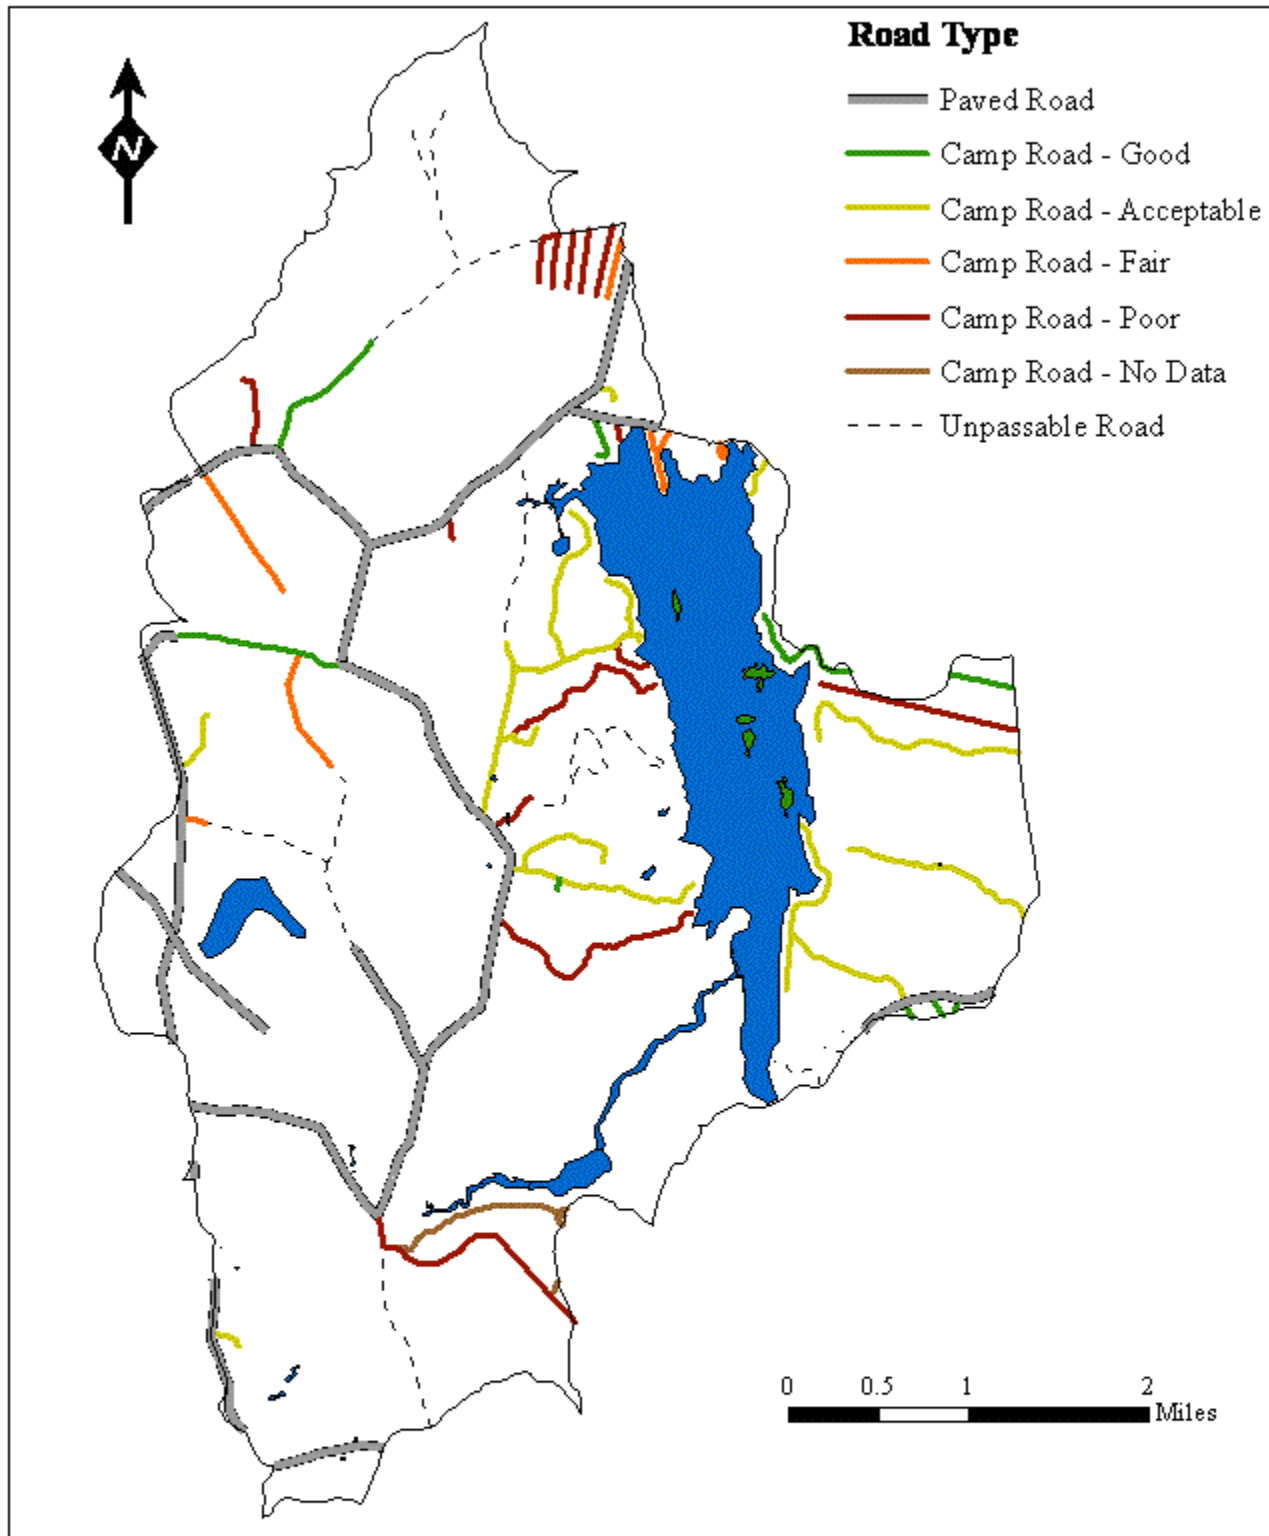 Road Type
Paved Road
Camp Road - Good
Camp Road - Acceptable
Camp Road - Fair
Camp Road - Poor
Camp Road - No Data
Unpassable Road
N
0 0.5 1 2
Miles